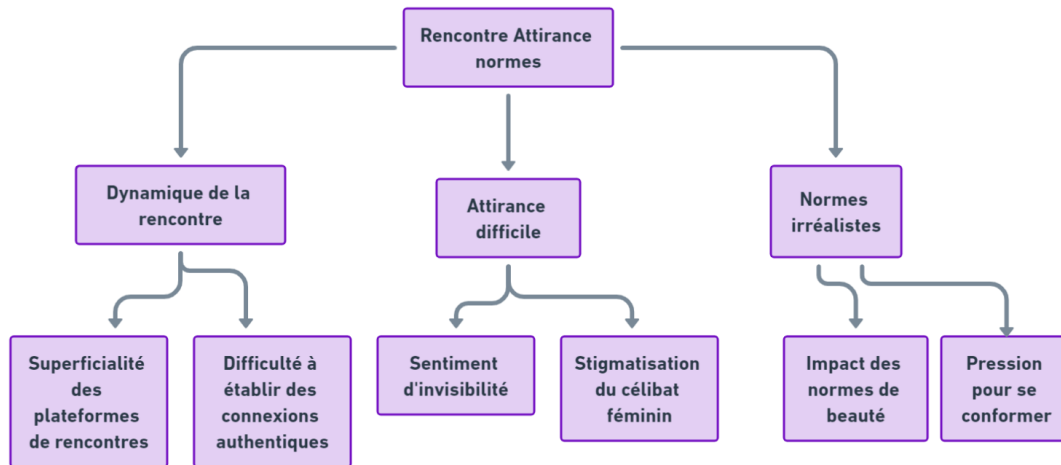 Rencontre Attirance
normes
Dynamique de la
rencontre
Attirance
difficile
Normes
irréalistes
Superficialité
des
plateformes
de rencontres
Difficulté à
établir des
connexions
authentiques
Sentiment
d'invisibilité
Stigmatisation
du célibat
féminin
Impact des
normes de
beauté
Pression
pour se
conformer